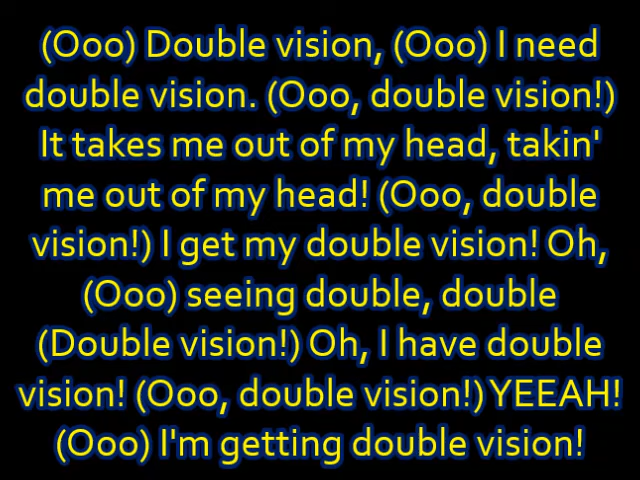 (Ooo) Double vision, (Ooo) I need
double vision. (Ooo, double vision!)
It takes me out of my head, takin'
me out of my head! (Ooo, double
vision!) I get my double vision! Oh,
(Ooo) seeing double, double
(Double vision!) Oh, I have double
vision! (Ooo, double vision!) YEEAH!
(Ooo) I'm getting double vision!